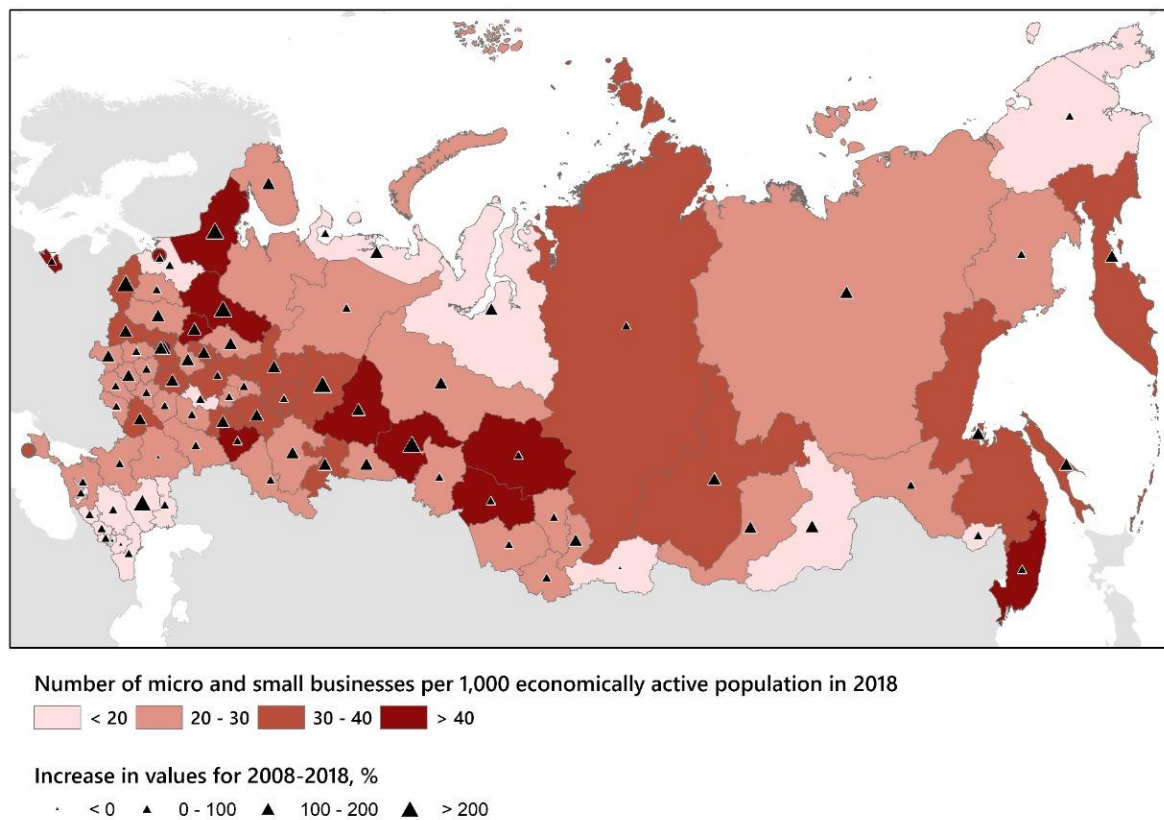 Number of micro and small businesses per 1,000 economically active population in 2018
< 20 20 - 30 30 - 40 > 40
Increase in values for 2008-2018, %
< 0 0 - 100 100 - 200 > 200